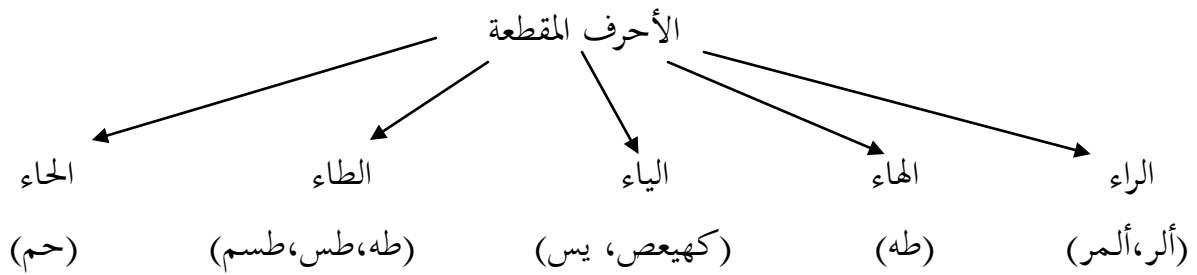 الأحرف المقطعة
الراء الهاء الياء الطاء الحاء
(ألر،ألمر) (طه) (كهيعص، يس) (طه،طس،طسم) (حم)